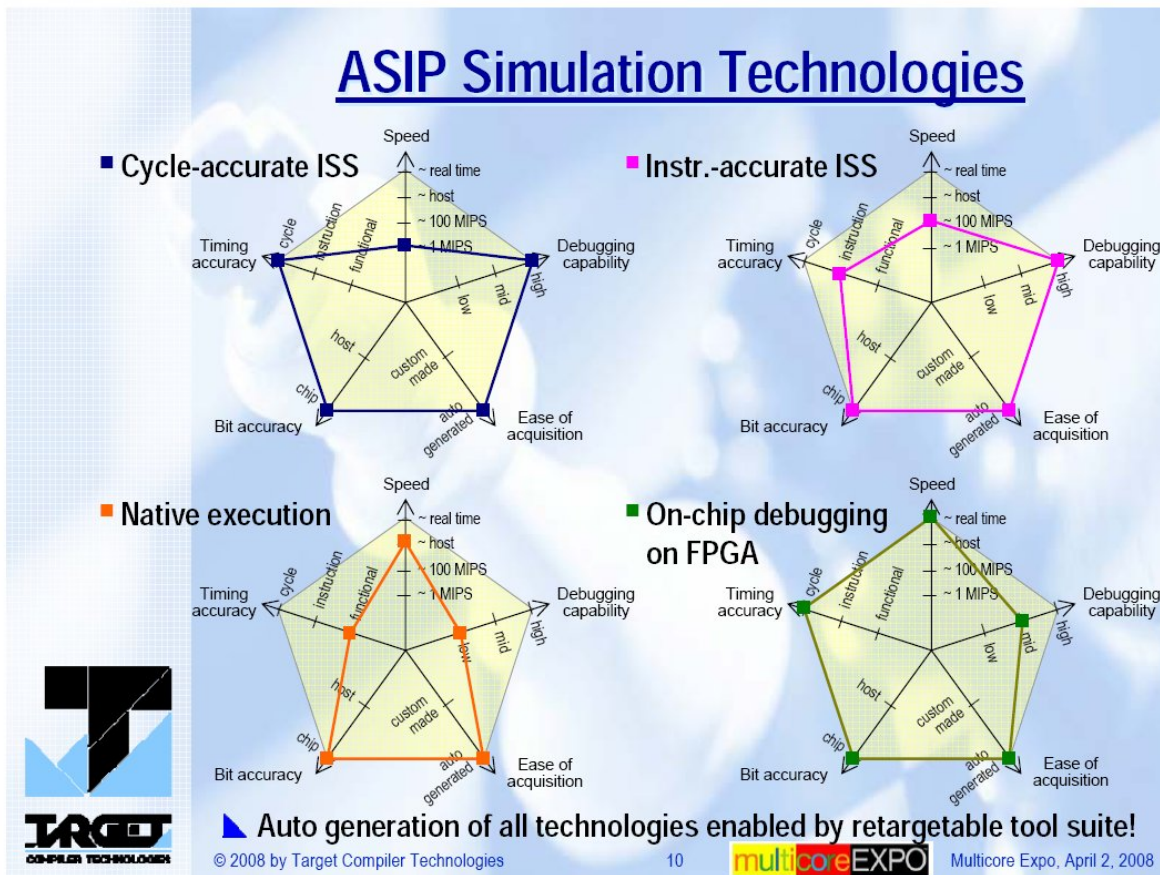 ASIP Simulation Technologies
■ Cycle-accurate ISS
Speed
~ real time
~ host
~ 100 MIPS
~ 1 MIPS
Timing
accuracy
cycle
instruction
functional
Debugging
capability
low
mid
high
host
chip
Bit accuracy
custom
made
auto
generated
Ease of
acquisition
■ Instr.-accurate ISS
Speed
~ real time
~ host
~ 100 MIPS
~ 1 MIPS
Timing
accuracy
cycle
instruction
functional
Debugging
capability
low
mid
high
host
chip
Bit accuracy
custom
made
auto
generated
Ease of
acquisition
■ Native execution
Speed
~ real time
~ host
~ 100 MIPS
~ 1 MIPS
Timing
accuracy
cycle
instruction
functional
Debugging
capability
low
mid
high
host
chip
Bit accuracy
custom
made
auto
generated
Ease of
acquisition
■ On-chip debugging
on FPGA
Speed
~ real time
~ host
~ 100 MIPS
~ 1 MIPS
Timing
accuracy
cycle
instruction
functional
Debugging
capability
low
mid
high
host
chip
Bit accuracy
custom
made
auto
generated
Ease of
acquisition
Auto generation of all technologies enabled by retargetable tool suite!
TARGET
COMPILER TECHNOLOGIES
© 2008 by Target Compiler Technologies
10
multicoreEXPO
Multicore Expo, April 2, 2008